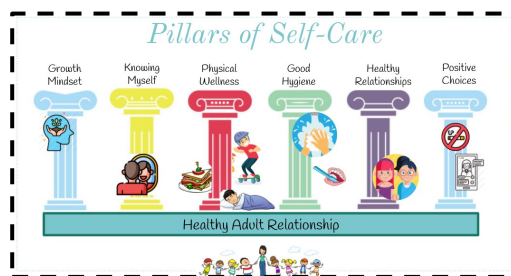 Pillars of Self-Care
Growth
Mindset
Knowing
Myself
Physical
Wellness
Good
Hygiene
Healthy
Relationships
Positive
Choices
Healthy Adult Relationship